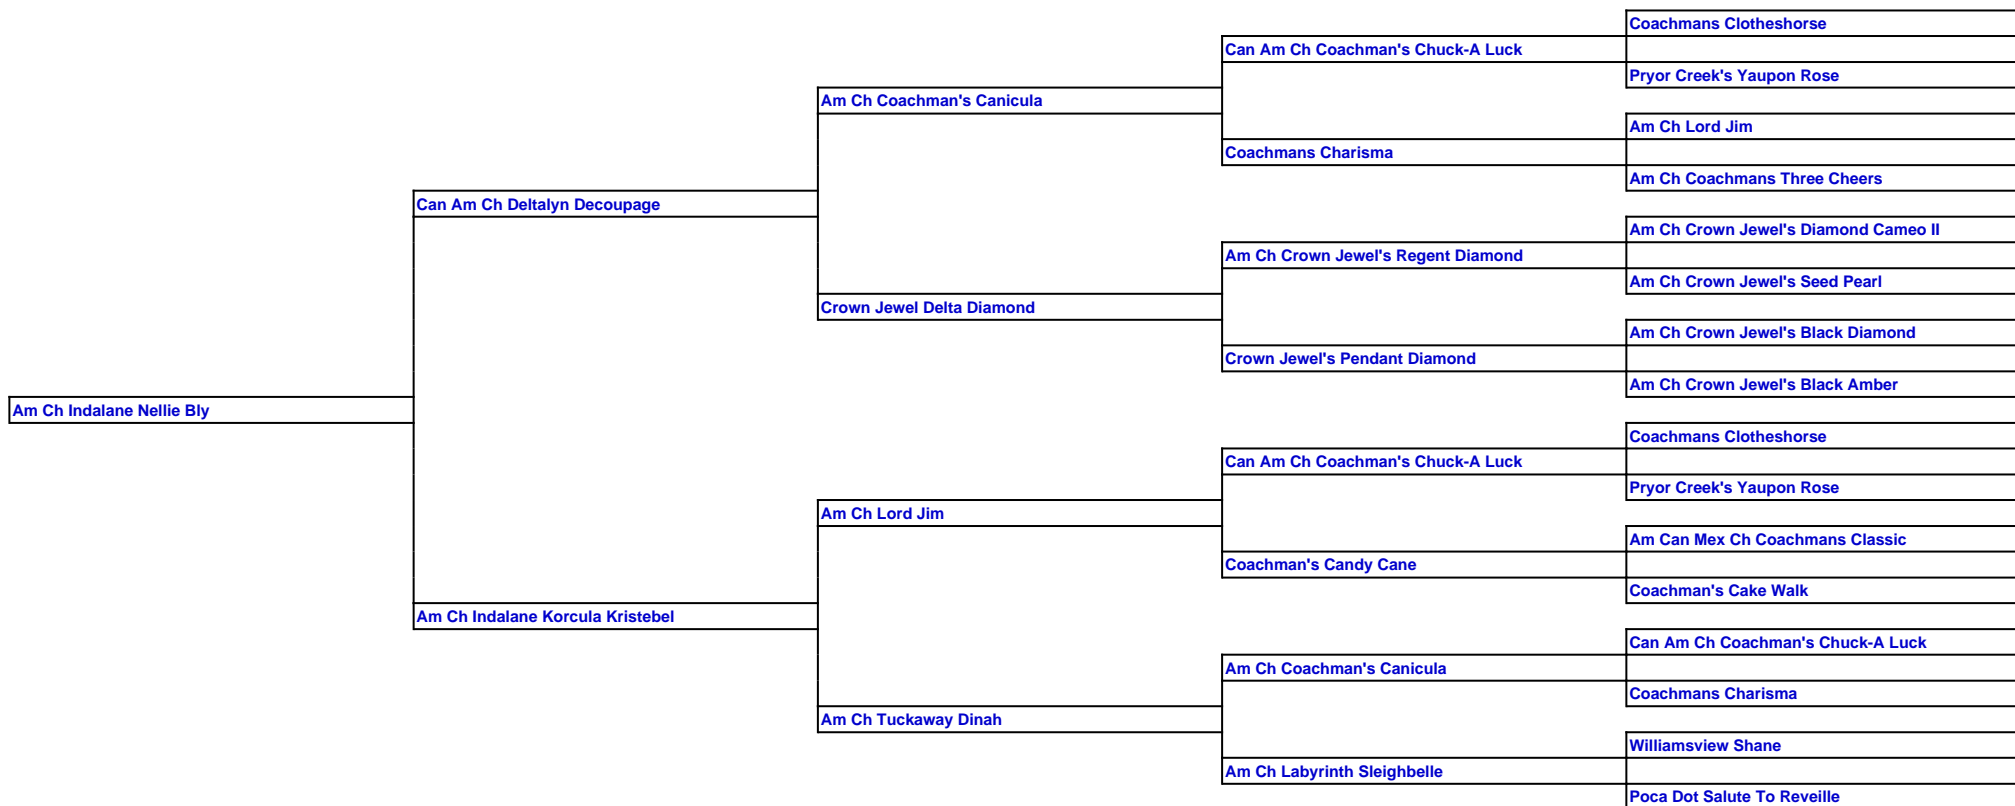 Coachmans Clotheshorse
Can Am Ch Coachman's Chuck-A Luck
Pryor Creek's Yaupon Rose
Am Ch Coachman's Canicula
Am Ch Lord Jim
Coachmans Charisma
Am Ch Coachmans Three Cheers
Can Am Ch Deltalyn Decoupage
Am Ch Crown Jewel's Diamond Cameo II
Am Ch Crown Jewel's Regent Diamond
Am Ch Crown Jewel's Seed Pearl
Crown Jewel Delta Diamond
Am Ch Crown Jewel's Black Diamond
Crown Jewel's Pendant Diamond
Am Ch Crown Jewel's Black Amber
Am Ch Indalane Nellie Bly
Coachmans Clotheshorse
Can Am Ch Coachman's Chuck-A Luck
Pryor Creek's Yaupon Rose
Am Ch Lord Jim
Am Can Mex Ch Coachmans Classic
Coachman's Candy Cane
Coachman's Cake Walk
Am Ch Indalane Korcula Kristebel
Can Am Ch Coachman's Chuck-A Luck
Am Ch Coachman's Canicula
Coachmans Charisma
Am Ch Tuckaway Dinah
Williamsview Shane
Am Ch Labyrinth Sleighbelle
Poca Dot Salute To Reveille